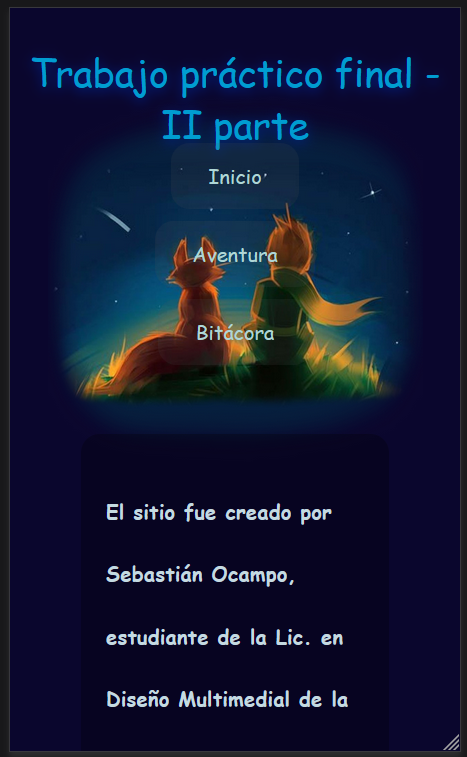 Trabajo práctico final -
II parte
Inicio
Aventura
Bitácora
El sitio fue creado por
Sebastián Ocampo,
estudiante de la Lic. en
Diseño Multimedial de la